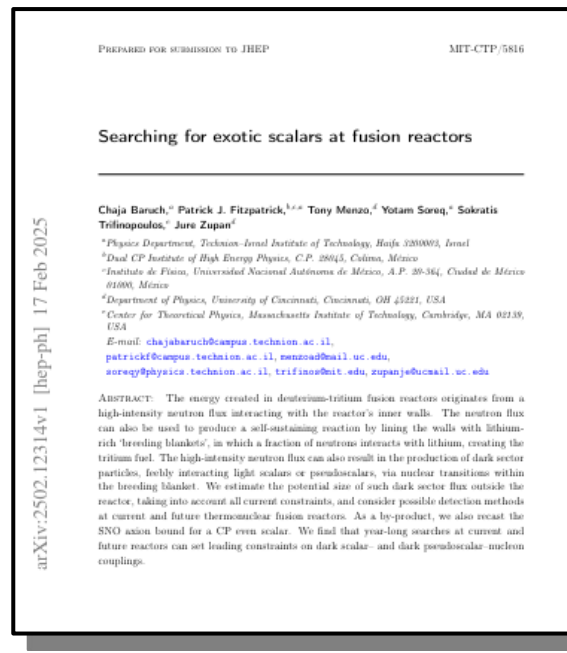 PREPARED FOR SUBMISSION TO JHEP
MIT-CTP/5816
Searching for exotic scalars at fusion reactors
Chaja Baruch,ᵃ Patrick J. Fitzpatrick,ᵇ,ᶜ,ᵃ Tony Menzo,ᵈ Yotam Soreq,ᵃ Sokratis
Trifinopoulos,ᵉ Jure Zupanᵈ
ᵃPhysics Department, Technion–Israel Institute of Technology, Haifa 3200003, Israel
ᵇDual CP Institute of High Energy Physics, C.P. 28045, Colima, México
ᶜInstituto de Física, Universidad Nacional Autónoma de México, A.P. 20-364, Ciudad de México
01000, México
ᵈDepartment of Physics, University of Cincinnati, Cincinnati, OH 45221, USA
ᵉCenter for Theoretical Physics, Massachusetts Institute of Technology, Cambridge, MA 02139,
USA
E-mail: chajabaruch@campus.technion.ac.il,
patrickf@campus.technion.ac.il, menzoad@mail.uc.edu,
soreqy@physics.technion.ac.il, trifinos@mit.edu, zupanje@ucmail.uc.edu
ABSTRACT: The energy created in deuterium-tritium fusion reactors originates from a
high-intensity neutron flux interacting with the reactor's inner walls. The neutron flux
can also be used to produce a self-sustaining reaction by lining the walls with lithium-
rich 'breeding blankets', in which a fraction of neutrons interacts with lithium, creating the
tritium fuel. The high-intensity neutron flux can also result in the production of dark sector
particles, feebly interacting light scalars or pseudoscalars, via nuclear transitions within
the breeding blanket. We estimate the potential size of such dark sector flux outside the
reactor, taking into account all current constraints, and consider possible detection methods
at current and future thermonuclear fusion reactors. As a by-product, we also recast the
SNO axion bound for a CP even scalar. We find that year-long searches at current and
future reactors can set leading constraints on dark scalar– and dark pseudoscalar–nucleon
couplings.
arXiv:2502.12314v1 [hep-ph] 17 Feb 2025